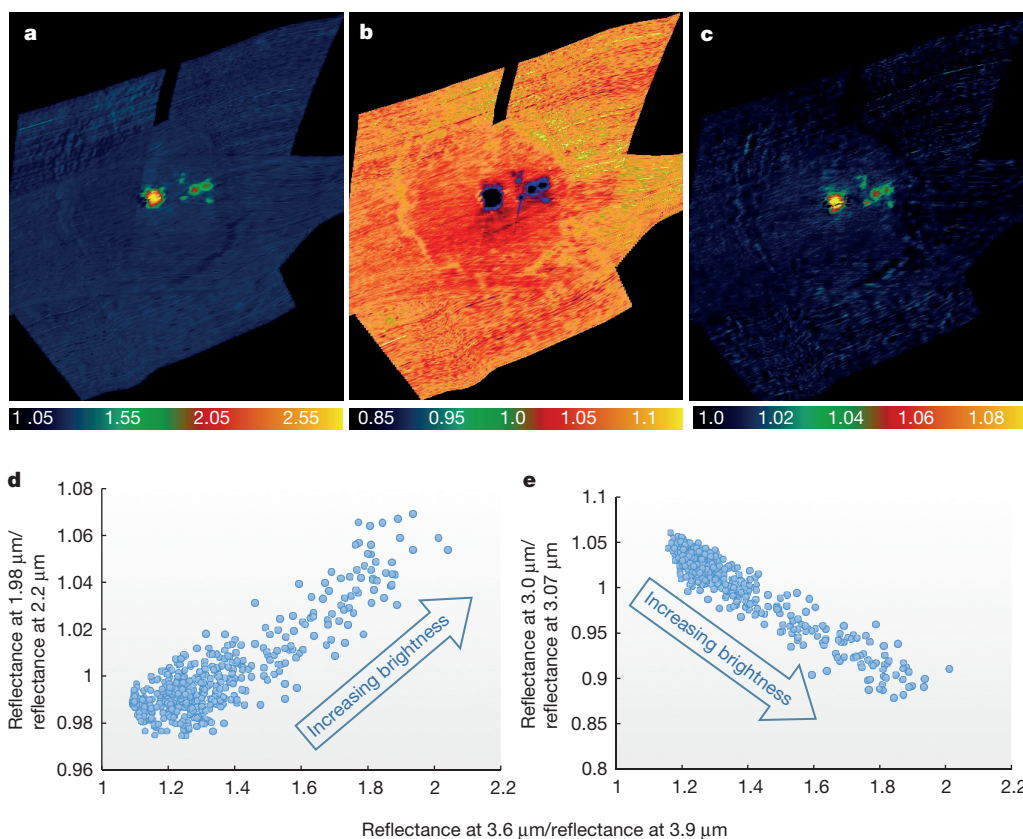 a
b
c
1.05 1.55 2.05 2.55
0.85 0.95 1.0 1.05 1.1
1.0 1.02 1.04 1.06 1.08
d
Reflectance at 1.98 μm/
reflectance at 2.2 μm
1.08
1.06
1.04
1.02
1
0.98
0.96
1 1.2 1.4 1.6 1.8 2 2.2
Increasing brightness
e
Reflectance at 3.0 μm/
reflectance at 3.07 μm
1.1
1.05
1
0.95
0.9
0.85
0.8
1 1.2 1.4 1.6 1.8 2 2.2
Increasing brightness
Reflectance at 3.6 μm/reflectance at 3.9 μm